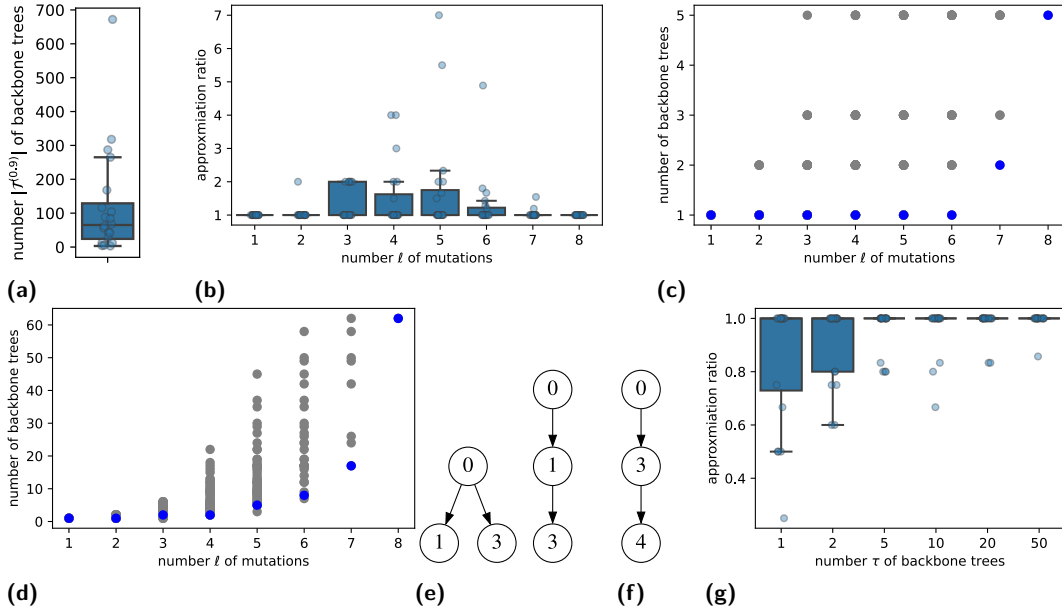 number |𝒯^(0.9)| of backbone trees
700
600
500
400
300
200
100
0
(a)
approxmiation ratio
7
6
5
4
3
2
1
1 2 3 4 5 6 7 8
number ℓ of mutations
(b)
number of backbone trees
5
4
3
2
1
1 2 3 4 5 6 7 8
number ℓ of mutations
(c)
number of backbone trees
60
50
40
30
20
10
0
1 2 3 4 5 6 7 8
number ℓ of mutations
(d)
0
1 3
0
1
3
(e)
0
3
4
(f)
approxmiation ratio
1.0
0.8
0.6
0.4
1 2 5 10 20 50
number τ of backbone trees
(g)